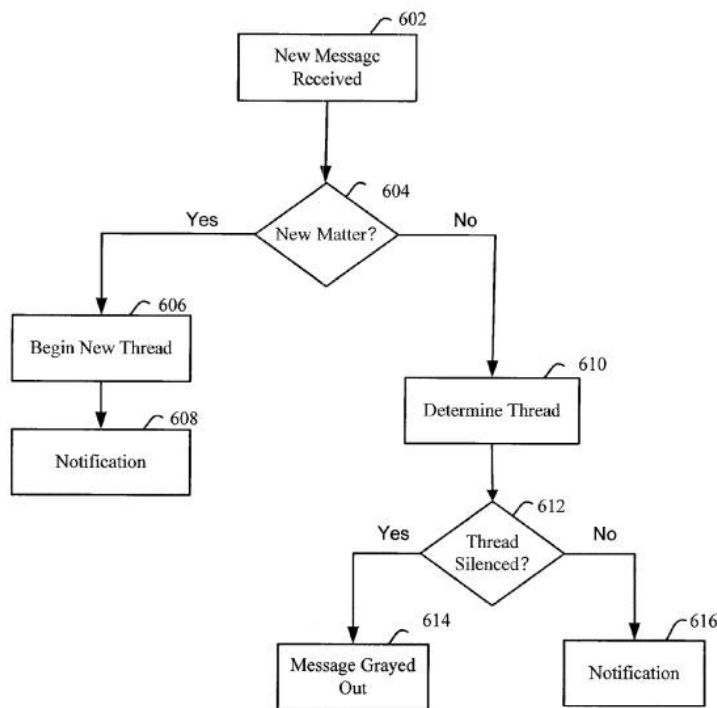 602
New Message
Received
604
Yes
New Matter?
No
606
Begin New Thread
608
Notification
610
Determine Thread
612
Yes
Thread
Silenced?
No
614
Message Grayed
Out
616
Notification